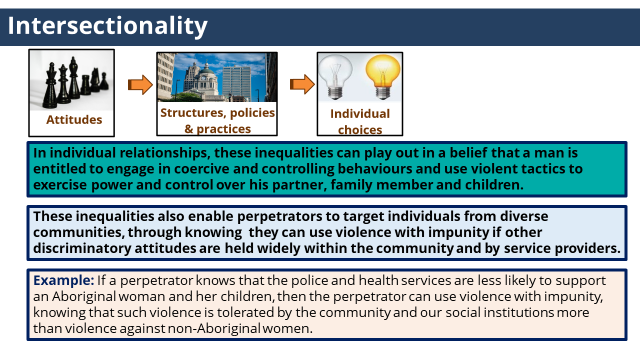 Intersectionality
Attitudes
Structures, policies
& practices
Individual
choices
In individual relationships, these inequalities can play out in a belief that a man is
entitled to engage in coercive and controlling behaviours and use violent tactics to
exercise power and control over his partner, family member and children.
These inequalities also enable perpetrators to target individuals from diverse
communities, through knowing they can use violence with impunity if other
discriminatory attitudes are held widely within the community and by service providers.
Example: If a perpetrator knows that the police and health services are less likely to support
an Aboriginal woman and her children, then the perpetrator can use violence with impunity,
knowing that such violence is tolerated by the community and our social institutions more
than violence against non-Aboriginal women.